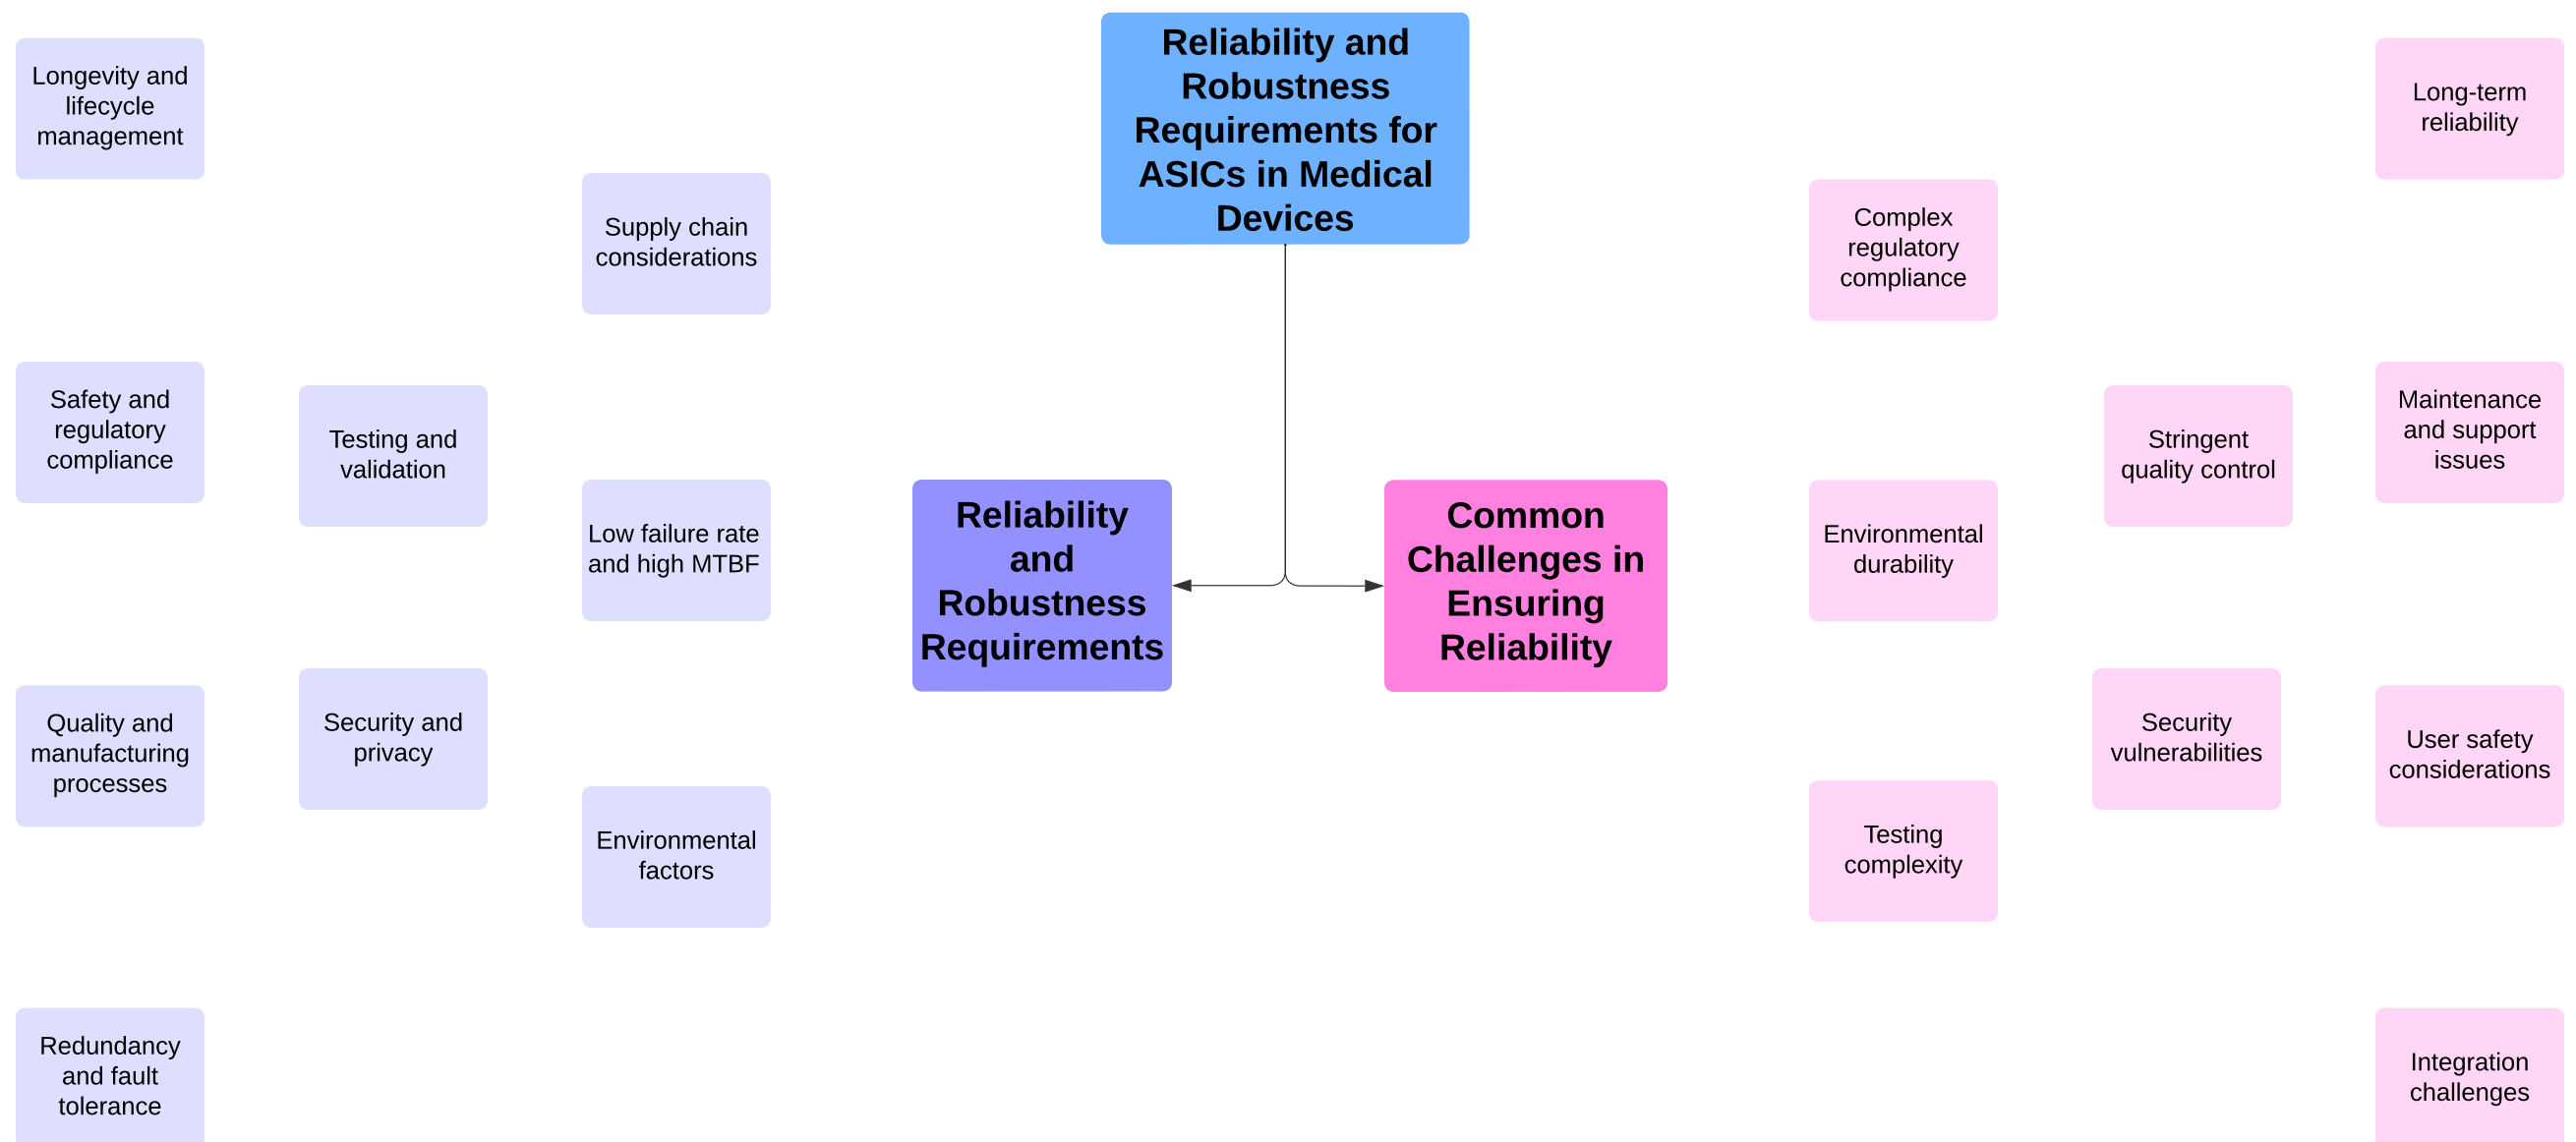 Reliability and
Robustness
Requirements for
ASICs in Medical
Devices
Longevity and
lifecycle
management
Supply chain
considerations
Safety and
regulatory
compliance
Testing and
validation
Low failure rate
and high MTBF
Reliability
and
Robustness
Requirements
Quality and
manufacturing
processes
Security and
privacy
Environmental
factors
Redundancy
and fault
tolerance
Common
Challenges in
Ensuring
Reliability
Complex
regulatory
compliance
Long-term
reliability
Environmental
durability
Stringent
quality control
Maintenance
and support
issues
Testing
complexity
Security
vulnerabilities
User safety
considerations
Integration
challenges